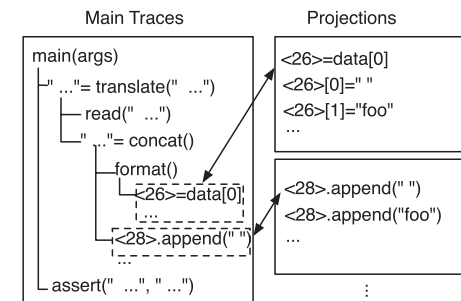 Main Traces
main(args)
" ..."= translate(" ...")
read(" ...")
" ..."= concat()
format()
<26>=data[0]
...
<28>.append(" ")
...
assert(" ...", " ...")
Projections
<26>=data[0]
<26>[0]=" "
<26>[1]="foo"
...
<28>.append(" ")
<28>.append("foo")
...
⋮